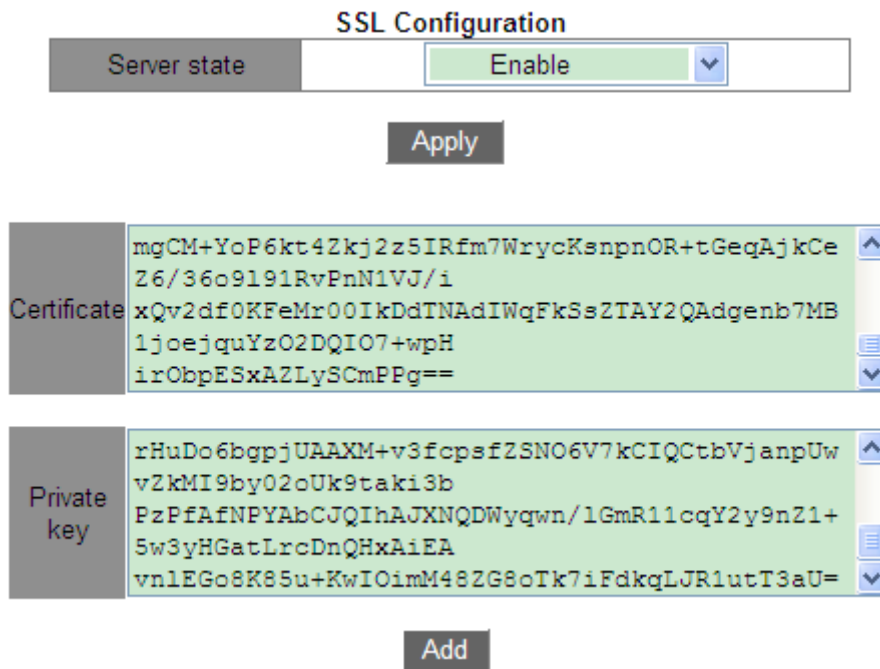 SSL Configuration
Server state
Enable
Apply
Certificate
mgCM+YoP6kt4Zkj2z5IRfm7WrycKsnpnOR+tGeqAjkCe
Z6/36o9l91RvPnN1VJ/i
xQv2df0KFeMr00IkDdTNAdIWqFkSsZTAY2QAdgenb7MB
1joejquYzO2DQIO7+wpH
irObpESxAZLySCmPPg==
Private
key
rHuDo6bgpjUAAXM+v3fcpsfZSNO6V7kCIQCtbVjanpUw
vZkMI9by02oUk9taki3b
PzPfAfNPYAbCJQIhAJXNQDWyqwn/lGmR11cqY2y9nZ1+
5w3yHGatLrcDnQHxAiEA
vnlEGo8K85u+KwIOimM48ZG8oTk7iFdkqLJR1utT3aU=
Add